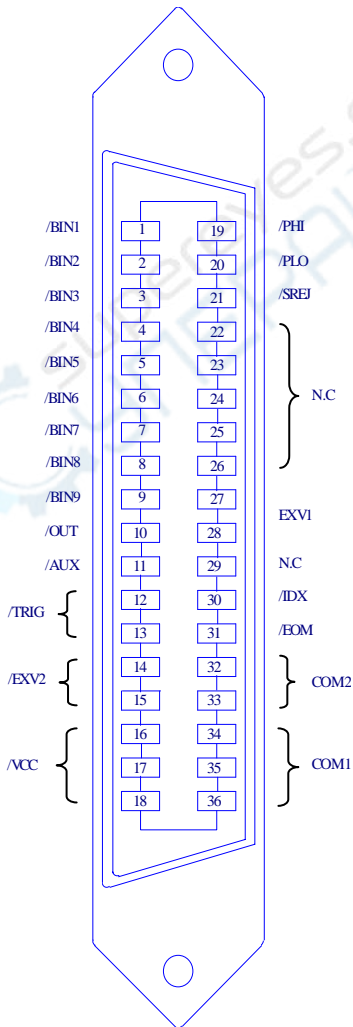 /BIN1 1 19 /PHI
/BIN2 2 20 /PLO
/BIN3 3 21 /SREJ
/BIN4 4 22
/BIN5 5 23
/BIN6 6 24 N.C
/BIN7 7 25
/BIN8 8 26
/BIN9 9 27
EXV1
/OUT 10 28
/AUX 11 29 N.C
/TRIG 12 30 /IDX
13 31 /EOM
/EXV2 14 32 COM2
15 33
16 34
/VCC 17 35 COM1
18 36